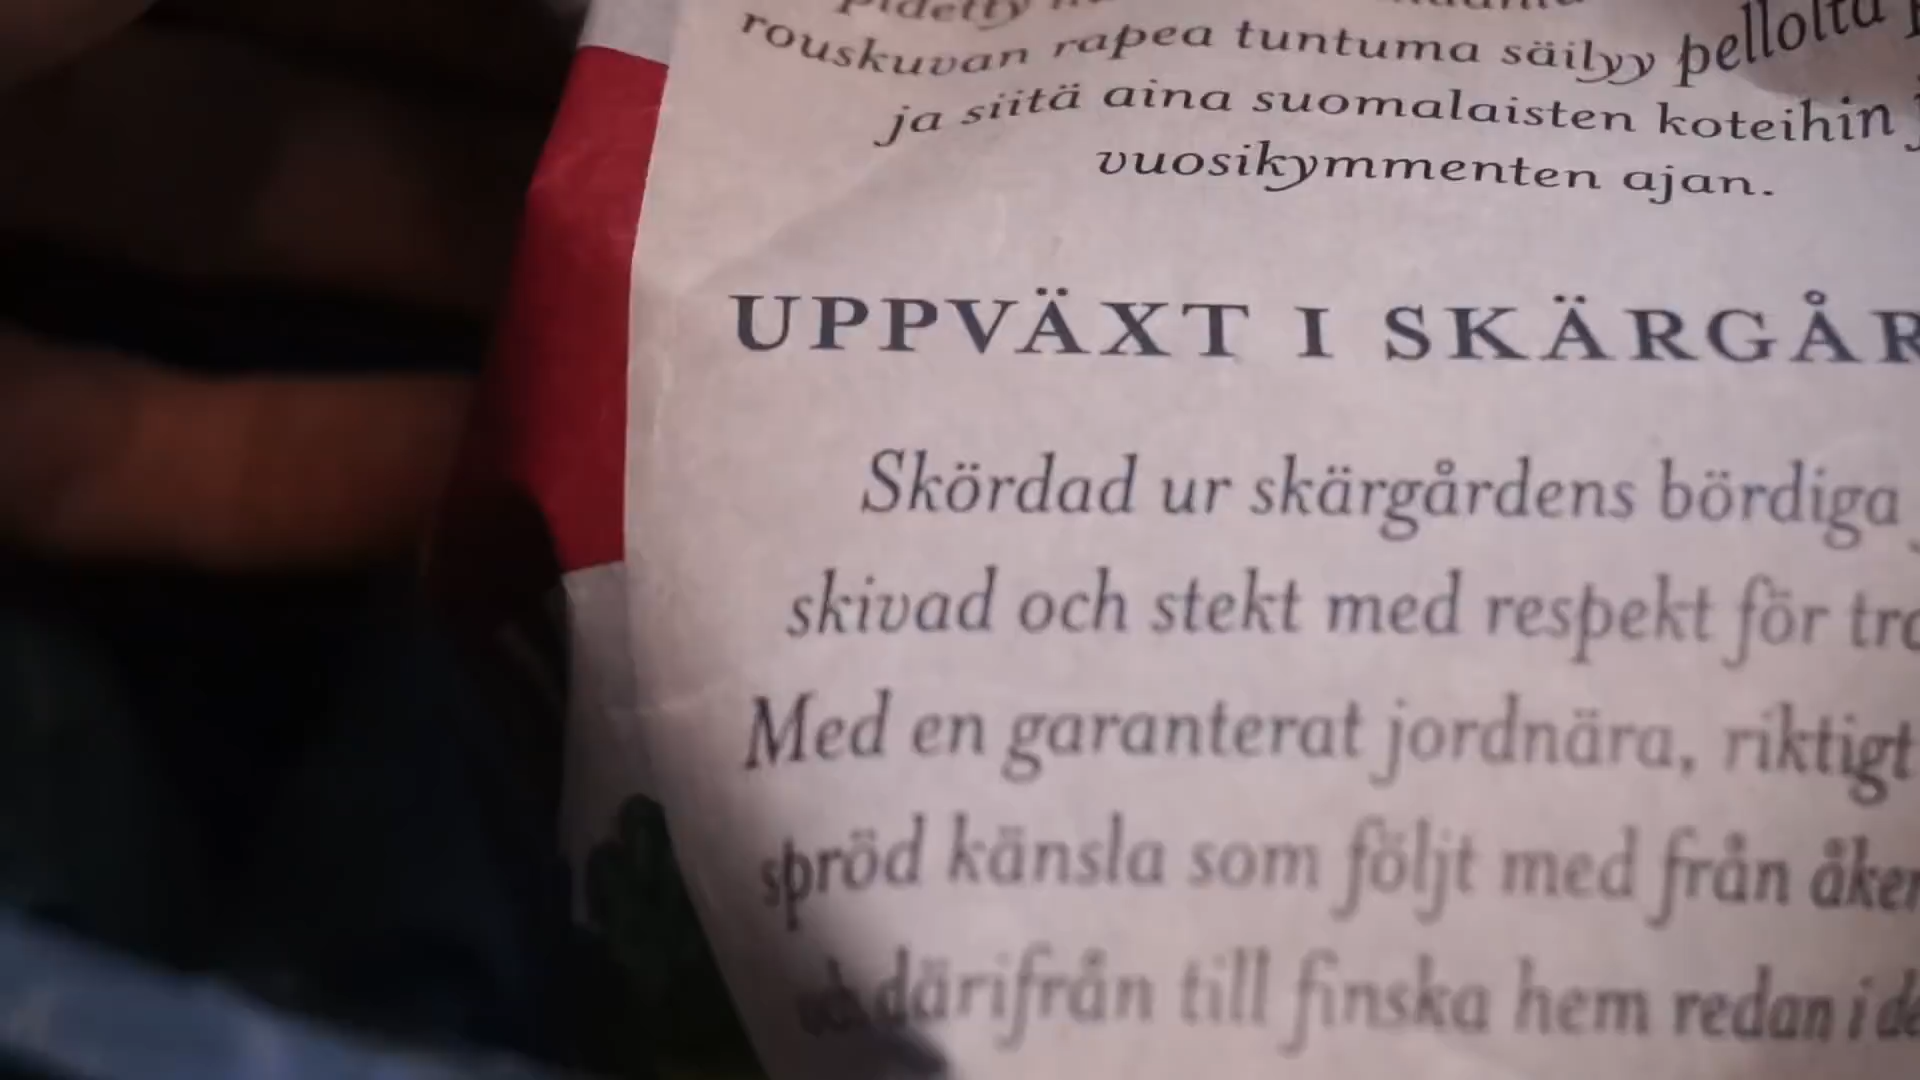 rouskuvan rapea tuntuma säilyy pellolta
ja siitä aina suomalaisten koteihin
vuosikymmenten ajan.
UPPVÄXT I SKÄRGÅR
Skördad ur skärgårdens bördiga
skivad och stekt med respekt för
Med en garanterat jordnära, riktigt
spröd känsla som följt med från åker
därifrån till finska hem redan i